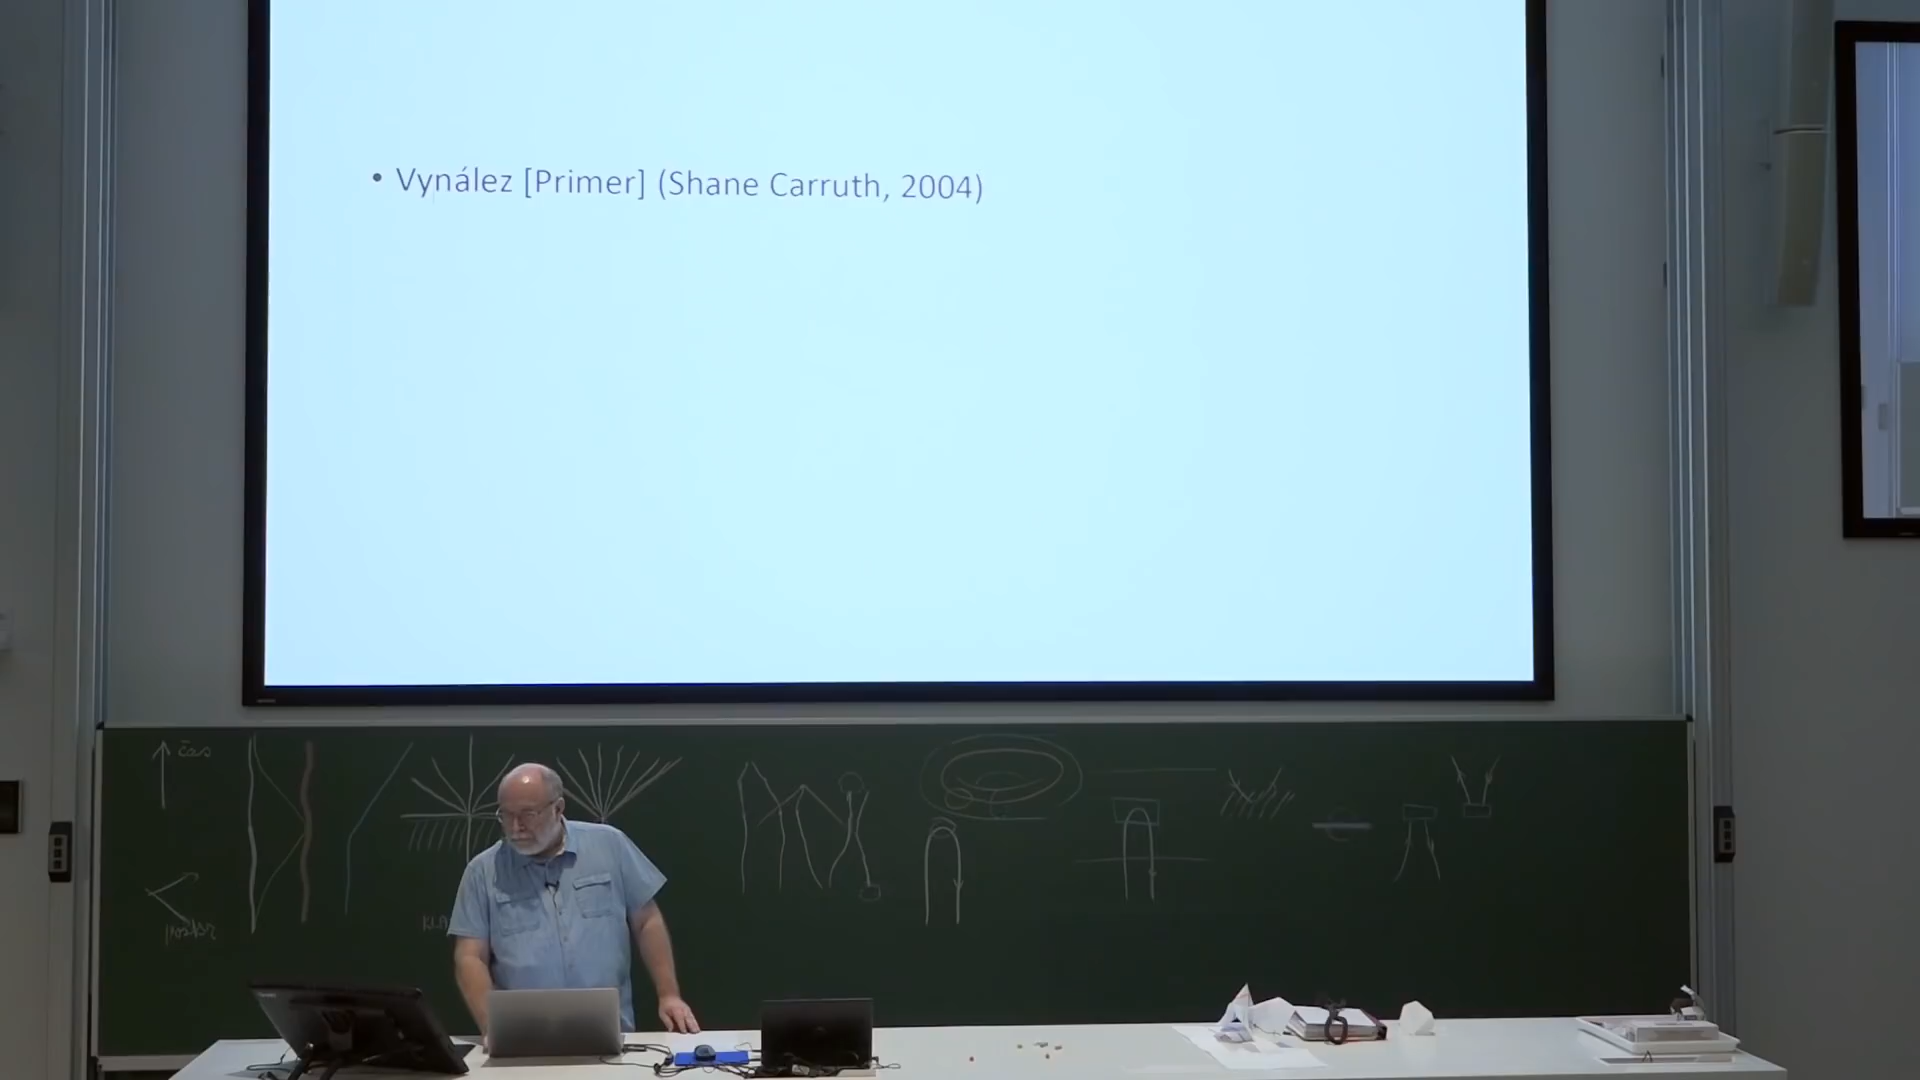 • Vynález [Primer] (Shane Carruth, 2004)
čas
prostor